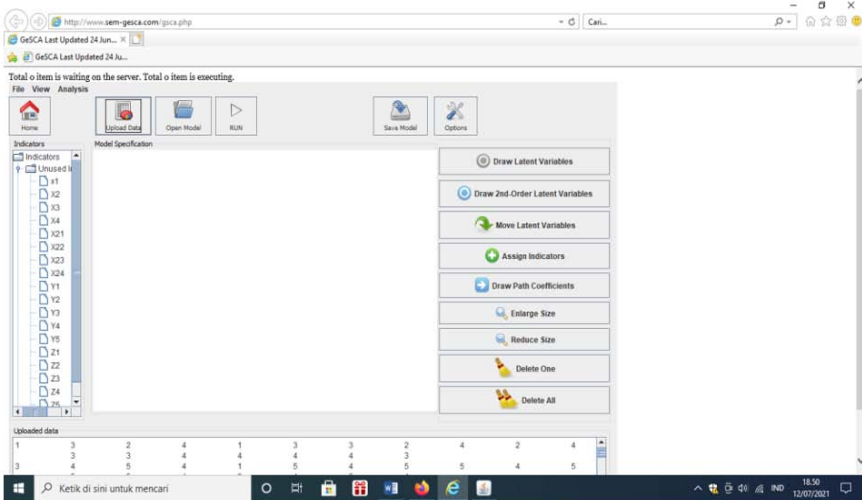 http://www.sem-gesca.com/gsca.php
Cari...
GeSCA Last Updated 24 Jun...
GeSCA Last Updated 24 Ju...
Total 0 item is waiting on the server. Total 0 item is executing.
File View Analysis
Home
Upload Data
Open Model
RUN
Save Model
Options
Indicators
Model Specification
Indicators
Unused I
x1
X2
X3
X4
X21
X22
X23
X24
Y1
Y2
Y3
Y4
Y5
Z1
Z2
Z3
Z4
Z5
Draw Latent Variables
Draw 2nd-Order Latent Variables
Move Latent Variables
Assign Indicators
Draw Path Coefficients
Enlarge Size
Reduce Size
Delete One
Delete All
Uploaded data
1 3 2 4 1 3 3 2 4 2 4
3 3 4 4 4 4 3
3 4 5 4 1 5 4 5 5 4 5
Ketik di sini untuk mencari
IND
18.50
12/07/2021